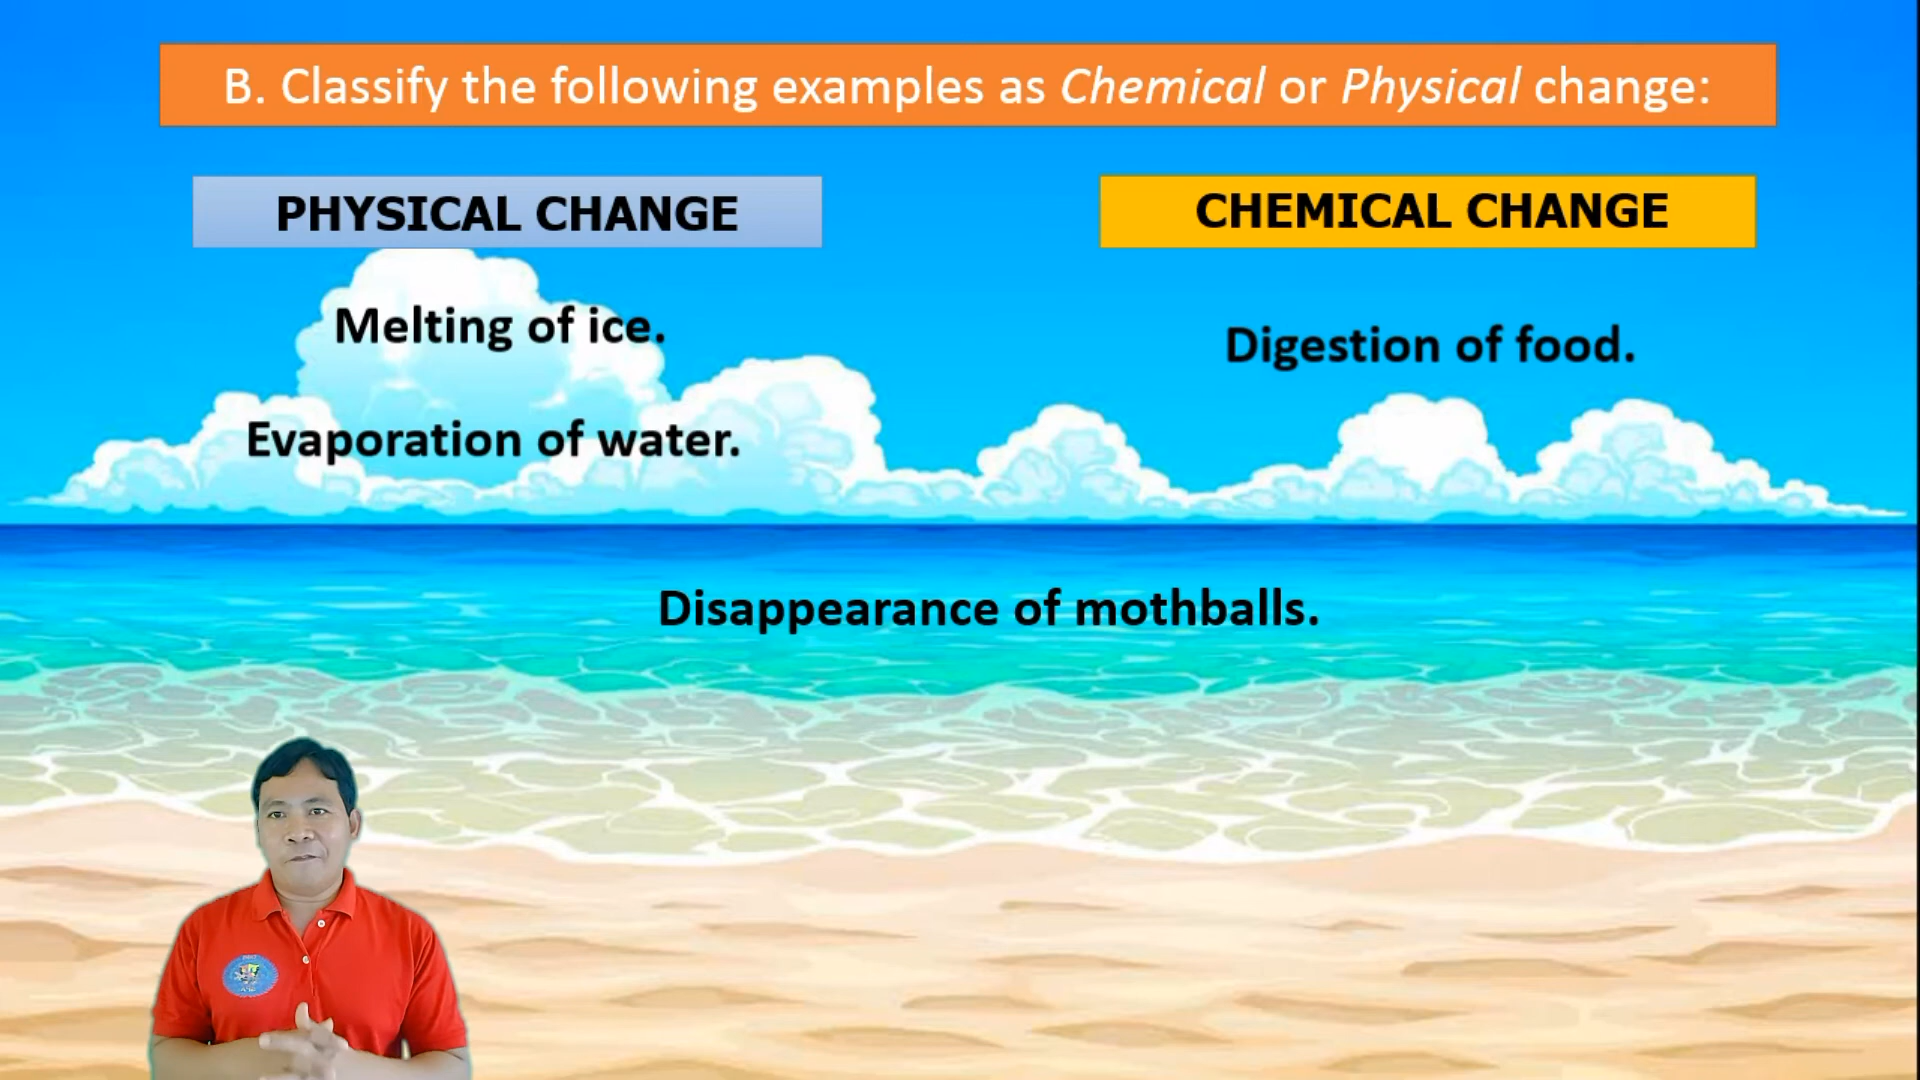 B. Classify the following examples as Chemical or Physical change:
PHYSICAL CHANGE
CHEMICAL CHANGE
Melting of ice.
Digestion of food.
Evaporation of water.
Disappearance of mothballs.